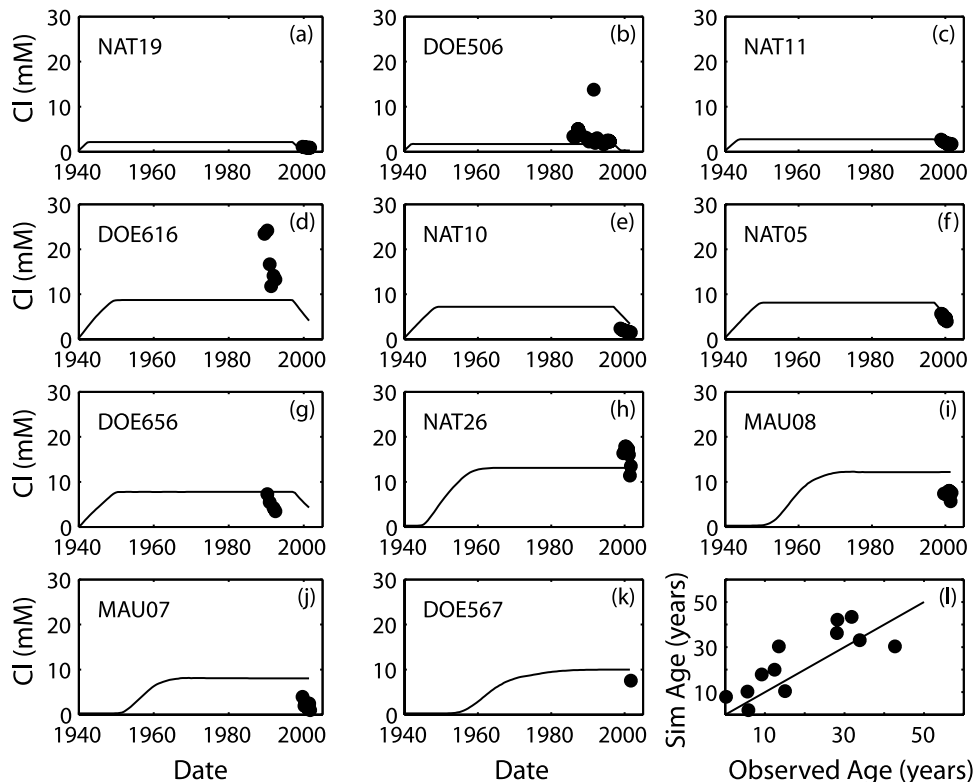 30 (a) 30 (b) 30 (c)
NAT19 DOE506 NAT11
Cl (mM)
20 20 20
10 10 10
0 0 0
1940 1960 1980 2000 1940 1960 1980 2000 1940 1960 1980 2000
30 (d) 30 (e) 30 (f)
DOE616 NAT10 NAT05
Cl (mM)
20 20 20
10 10 10
0 0 0
1940 1960 1980 2000 1940 1960 1980 2000 1940 1960 1980 2000
30 (g) 30 (h) 30 (i)
DOE656 NAT26 MAU08
Cl (mM)
20 20 20
10 10 10
0 0 0
1940 1960 1980 2000 1940 1960 1980 2000 1940 1960 1980 2000
30 (j) 30 (k) (l)
MAU07 DOE567
Cl (mM) Sim Age (years)
20 20 50
10 10 30
0 0 10
1940 1960 1980 2000 1940 1960 1980 2000 10 30 50
Date Date Observed Age (years)